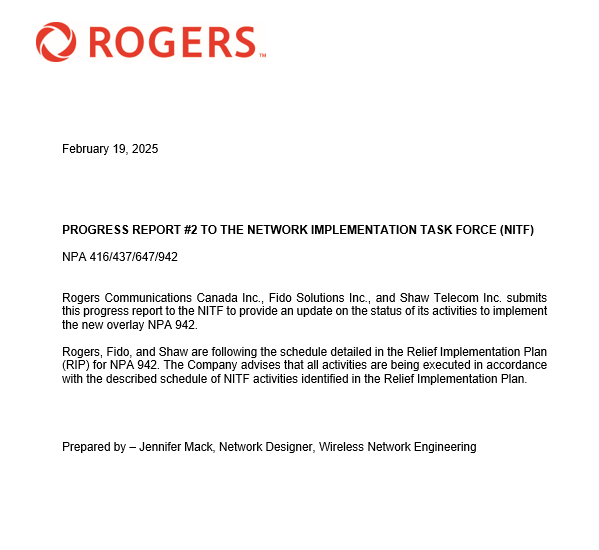 ROGERS™
February 19, 2025
PROGRESS REPORT #2 TO THE NETWORK IMPLEMENTATION TASK FORCE (NITF)
NPA 416/437/647/942
Rogers Communications Canada Inc., Fido Solutions Inc., and Shaw Telecom Inc. submits
this progress report to the NITF to provide an update on the status of its activities to implement
the new overlay NPA 942.
Rogers, Fido, and Shaw are following the schedule detailed in the Relief Implementation Plan
(RIP) for NPA 942. The Company advises that all activities are being executed in accordance
with the described schedule of NITF activities identified in the Relief Implementation Plan.
Prepared by – Jennifer Mack, Network Designer, Wireless Network Engineering